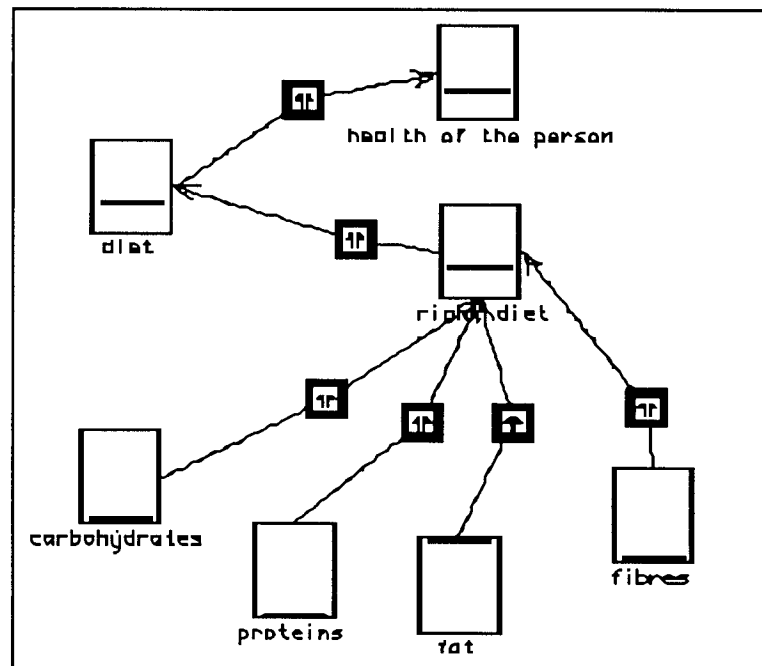 health of the person
diet
right diet
carbohydrates
fibres
proteins
fat